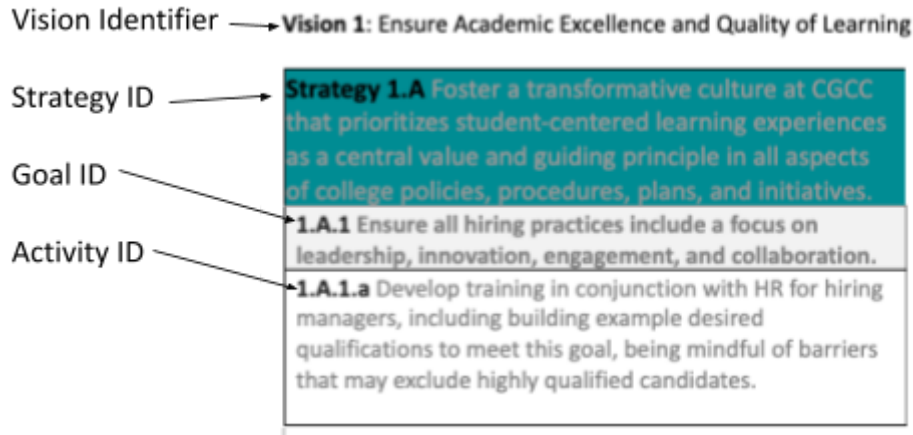 Vision Identifier
Vision 1: Ensure Academic Excellence and Quality of Learning
Strategy ID
Strategy 1.A Foster a transformative culture at CGCC
that prioritizes student-centered learning experiences
as a central value and guiding principle in all aspects
of college policies, procedures, plans, and initiatives.
Goal ID
1.A.1 Ensure all hiring practices include a focus on
leadership, innovation, engagement, and collaboration.
Activity ID
1.A.1.a Develop training in conjunction with HR for hiring
managers, including building example desired
qualifications to meet this goal, being mindful of barriers
that may exclude highly qualified candidates.